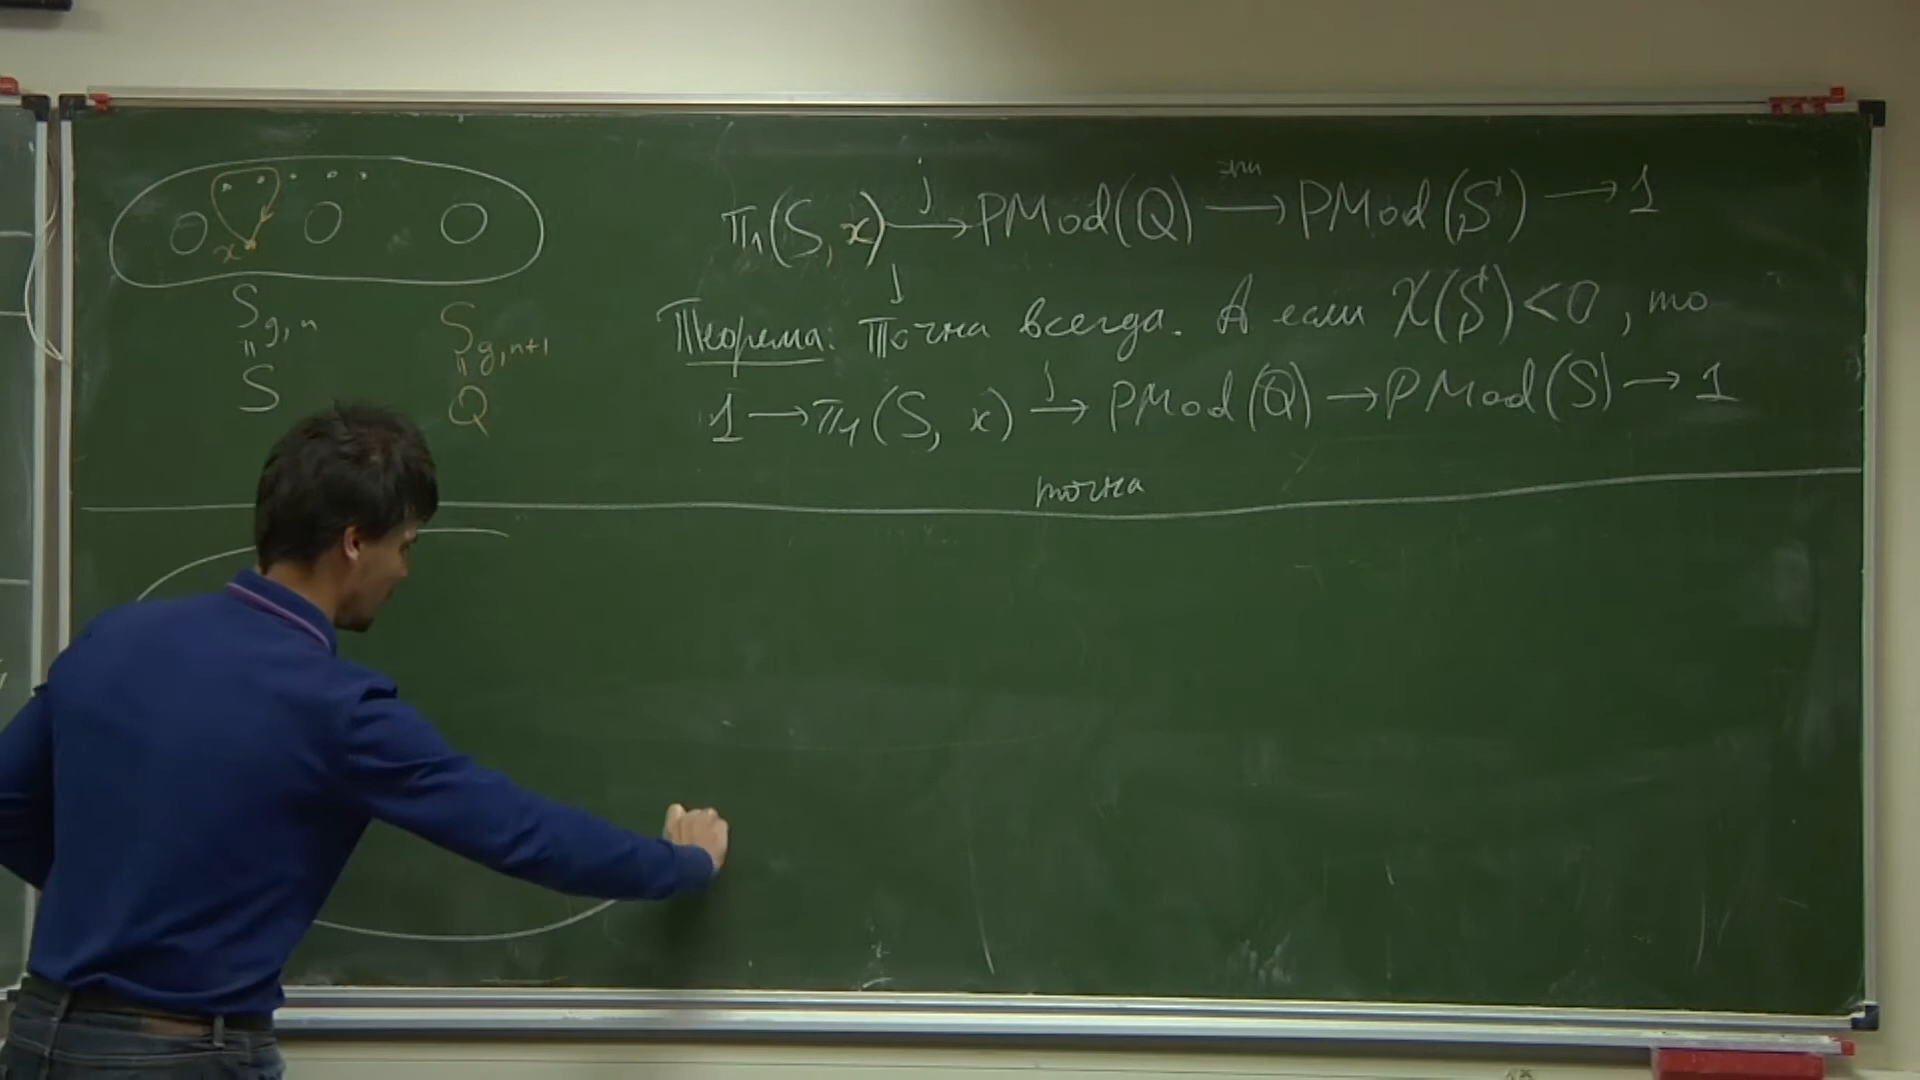 x
S_{g,n}
S_{g,n+1}
=
=
S
Q
π₁(S, x) —j→ PMod(Q) —эпи→ PMod(S) → 1
Теорема: Точна всегда. А если χ(S) < 0, то
1 → π₁(S, x) —j→ PMod(Q) → PMod(S) → 1
точна